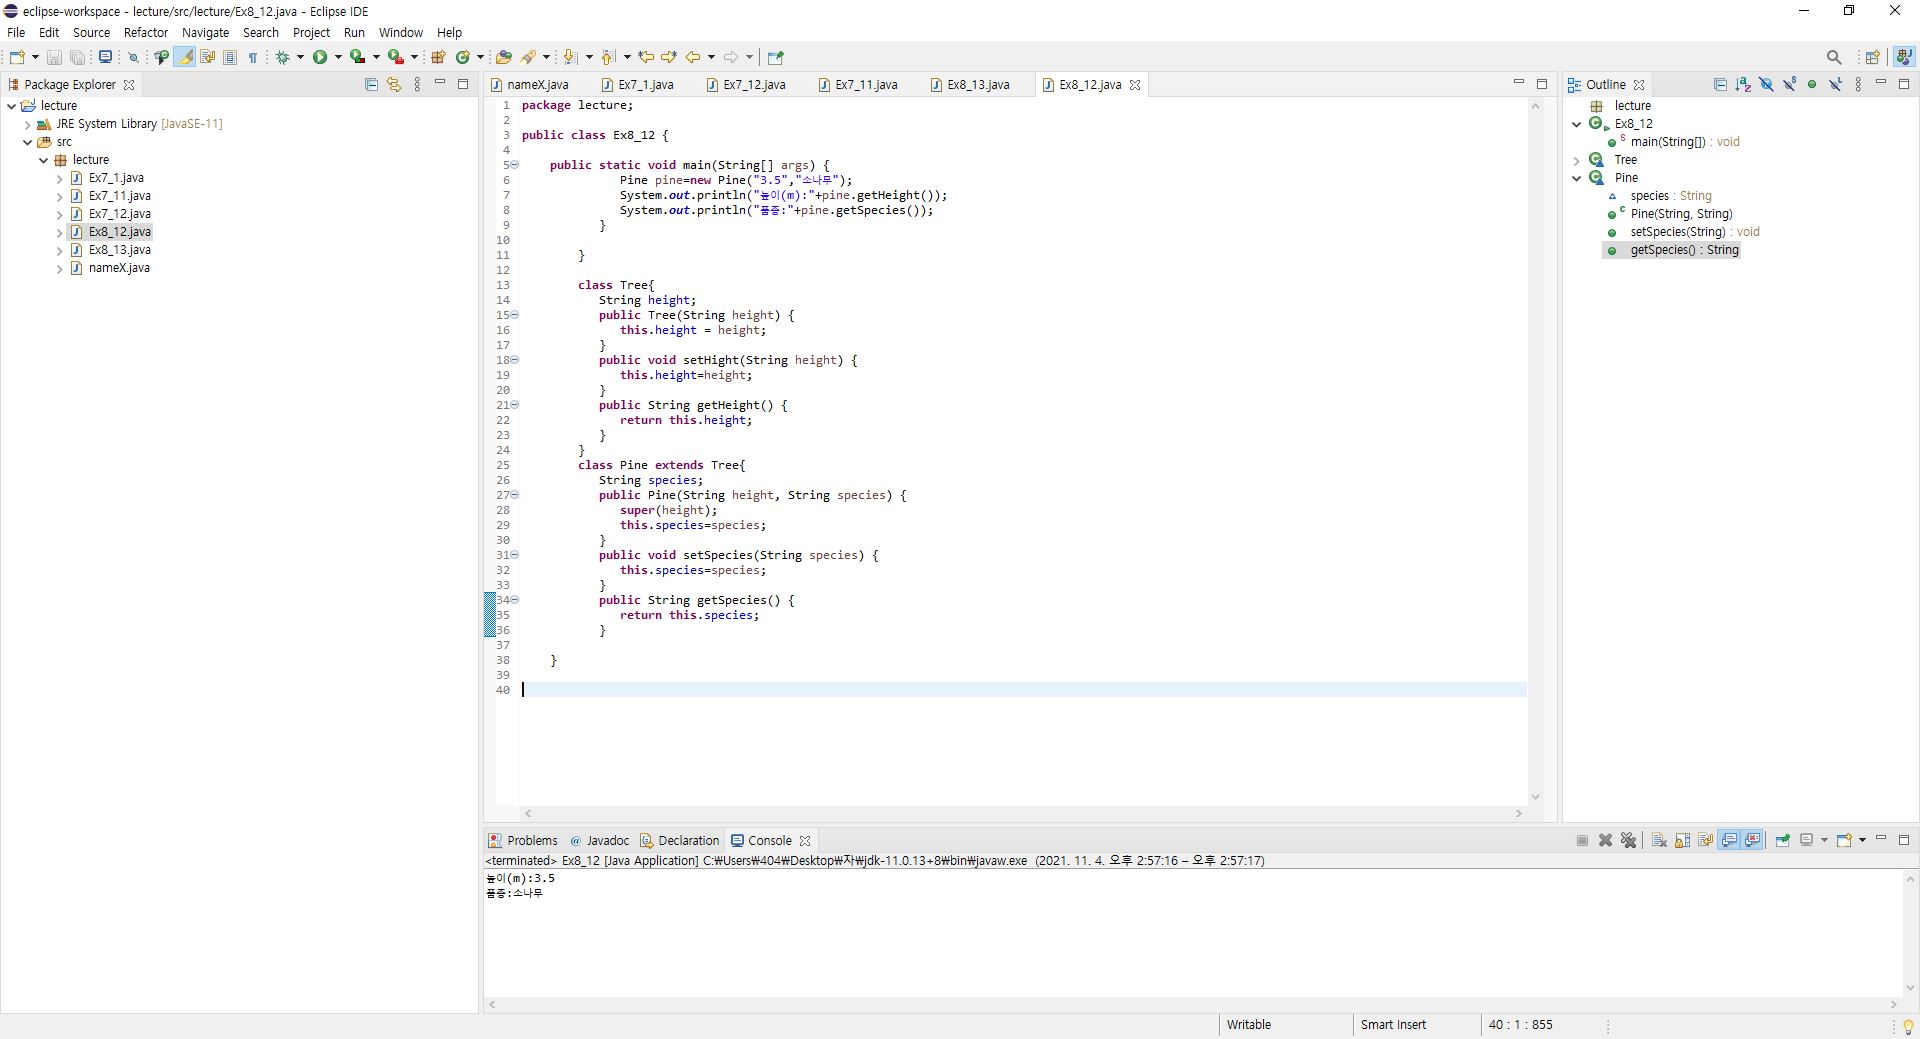 eclipse-workspace - lecture/src/lecture/Ex8_12.java - Eclipse IDE
File Edit Source Refactor Navigate Search Project Run Window Help
Package Explorer
lecture
JRE System Library [JavaSE-11]
src
lecture
Ex7_1.java
Ex7_11.java
Ex7_12.java
Ex8_12.java
Ex8_13.java
nameX.java
nameX.java Ex7_1.java Ex7_12.java Ex7_11.java Ex8_13.java Ex8_12.java
1 package lecture;
2
3 public class Ex8_12 {
4
5 public static void main(String[] args) {
6 Pine pine=new Pine("3.5","소나무");
7 System.out.println("높이(m):"+pine.getHeight());
8 System.out.println("품종:"+pine.getSpecies());
9 }
10
11 }
12
13 class Tree{
14 String height;
15 public Tree(String height) {
16 this.height = height;
17 }
18 public void setHight(String height) {
19 this.height=height;
20 }
21 public String getHeight() {
22 return this.height;
23 }
24 }
25 class Pine extends Tree{
26 String species;
27 public Pine(String height, String species) {
28 super(height);
29 this.species=species;
30 }
31 public void setSpecies(String species) {
32 this.species=species;
33 }
34 public String getSpecies() {
35 return this.species;
36 }
37
38 }
39
40
Outline
lecture
Ex8_12
main(String[]) : void
Tree
Pine
species : String
Pine(String, String)
setSpecies(String) : void
getSpecies() : String
Problems @ Javadoc Declaration Console
<terminated> Ex8_12 [Java Application] C:₩Users₩404₩Desktop₩자₩jdk-11.0.13+8₩bin₩javaw.exe (2021. 11. 4. 오후 2:57:16 – 오후 2:57:17)
높이(m):3.5
품종:소나무
Writable Smart Insert 40 : 1 : 855